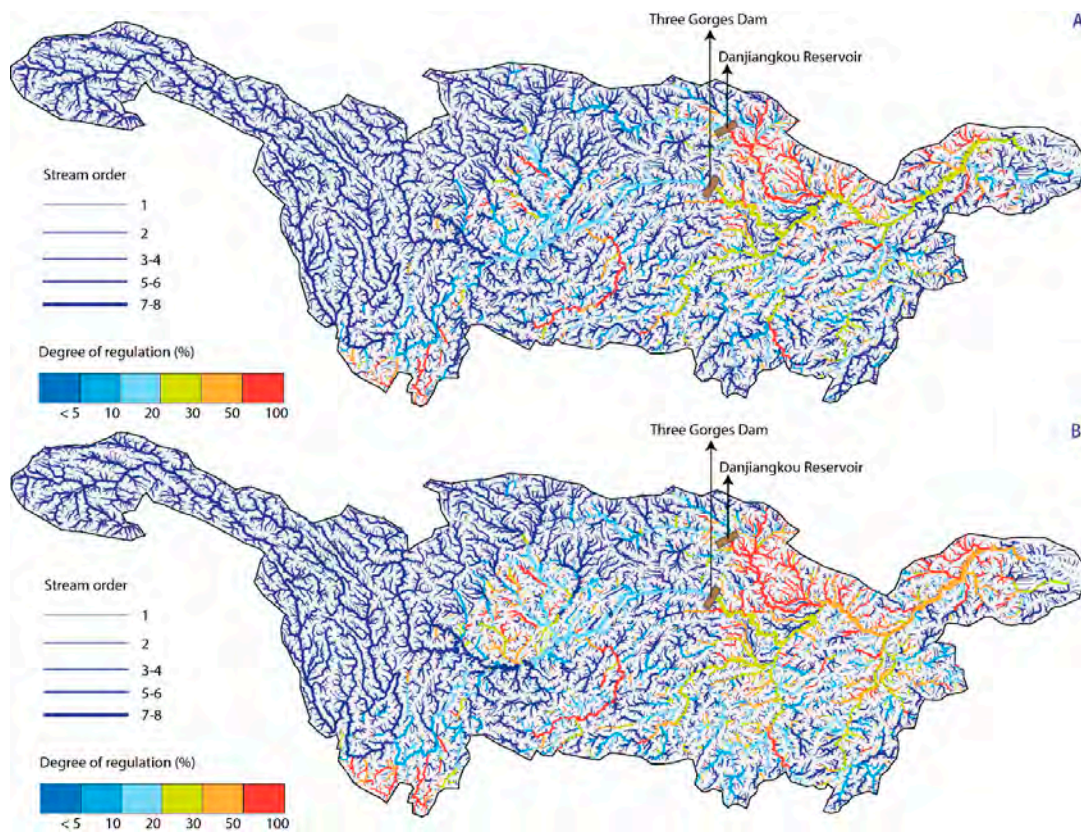 Three Gorges Dam
A
Danjiangkou Reservoir
Stream order
1
2
3-4
5-6
7-8
Degree of regulation (%)
< 5 10 20 30 50 100
Three Gorges Dam
B
Danjiangkou Reservoir
Stream order
1
2
3-4
5-6
7-8
Degree of regulation (%)
< 5 10 20 30 50 100